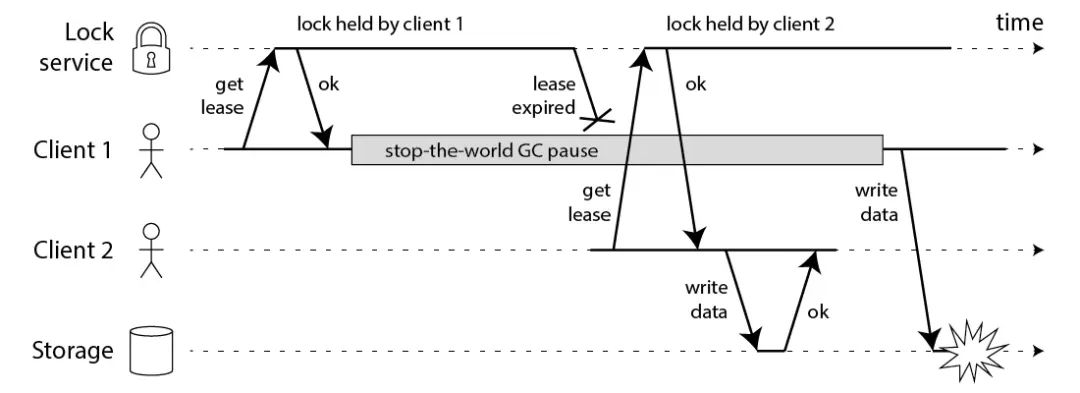 lock held by client 1
lock held by client 2
time
Lock
service
get
lease
ok
lease
expired
ok
Client 1
stop-the-world GC pause
get
lease
write
data
Client 2
write
data
ok
Storage